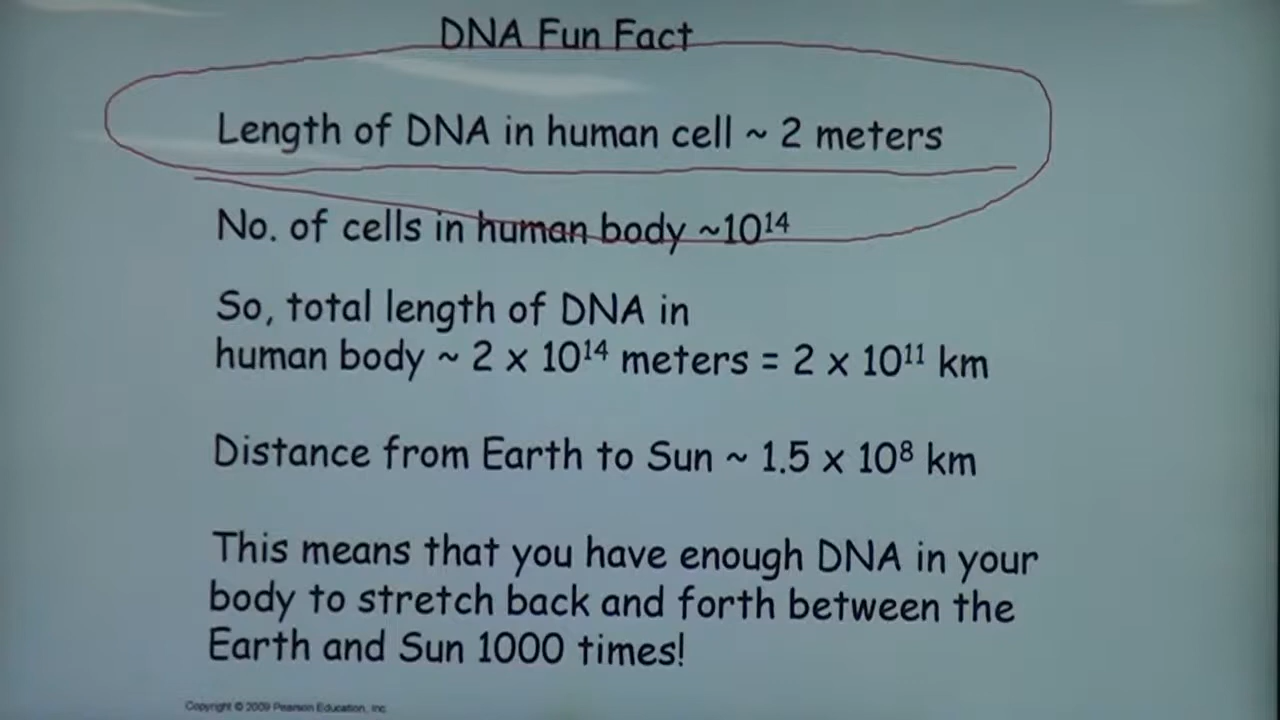 DNA Fun Fact
Length of DNA in human cell ~ 2 meters
No. of cells in human body ~10¹⁴
So, total length of DNA in
human body ~ 2 x 10¹⁴ meters = 2 x 10¹¹ km
Distance from Earth to Sun ~ 1.5 x 10⁸ km
This means that you have enough DNA in your
body to stretch back and forth between the
Earth and Sun 1000 times!
Copyright © 2009 Pearson Education, Inc